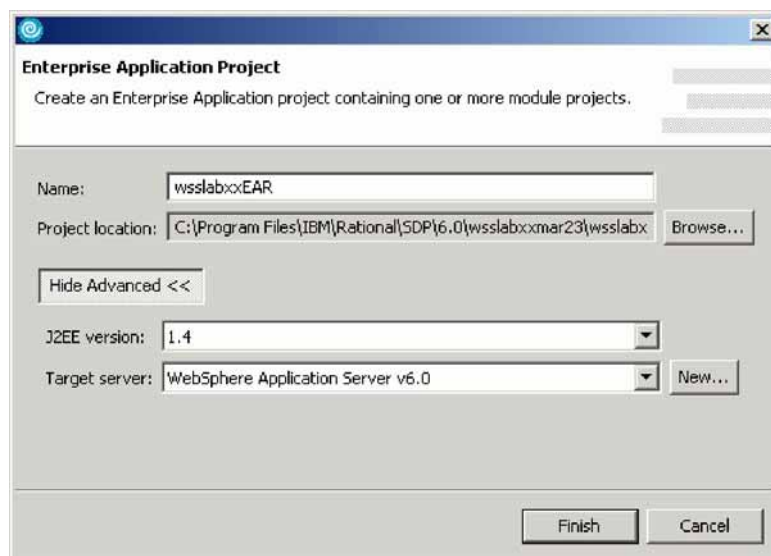 Enterprise Application Project
Create an Enterprise Application project containing one or more module projects.
Name: wsslabxxEAR
Project location: C:\Program Files\IBM\Rational\SDP\6.0\wsslabxxmar23\wsslabx Browse...
Hide Advanced <<
J2EE version: 1.4
Target server: WebSphere Application Server v6.0 New...
Finish Cancel